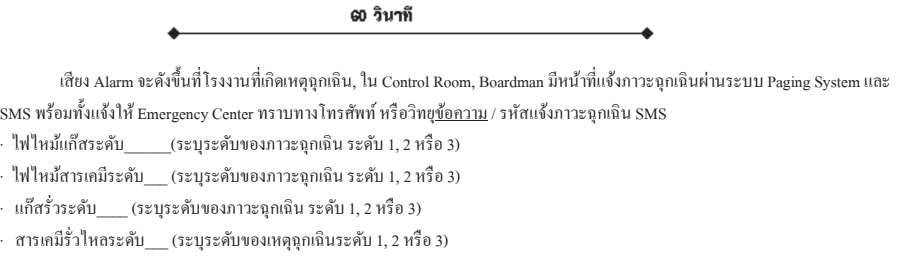 ๖๐ วินาที
เสียง Alarm จะดังขึ้นที่โรงงานที่เกิดเหตุฉุกเฉิน, ใน Control Room, Boardman มีหน้าที่แจ้งภาวะฉุกเฉินผ่านระบบ Paging System และ
SMS พร้อมทั้งแจ้งให้ Emergency Center ทราบทางโทรศัพท์ หรือวิทยุข้อความ / รหัสแจ้งภาวะฉุกเฉิน SMS
· ไฟไหม้แก๊สระดับ______(ระบุระดับของภาวะฉุกเฉิน ระดับ 1, 2 หรือ 3)
· ไฟไหม้สารเคมีระดับ___ (ระบุระดับของภาวะฉุกเฉิน ระดับ 1, 2 หรือ 3)
· แก๊สรั่วระดับ____ (ระบุระดับของภาวะฉุกเฉิน ระดับ 1, 2 หรือ 3)
· สารเคมีรั่วไหลระดับ___ (ระบุระดับของเหตุฉุกเฉินระดับ 1, 2 หรือ 3)